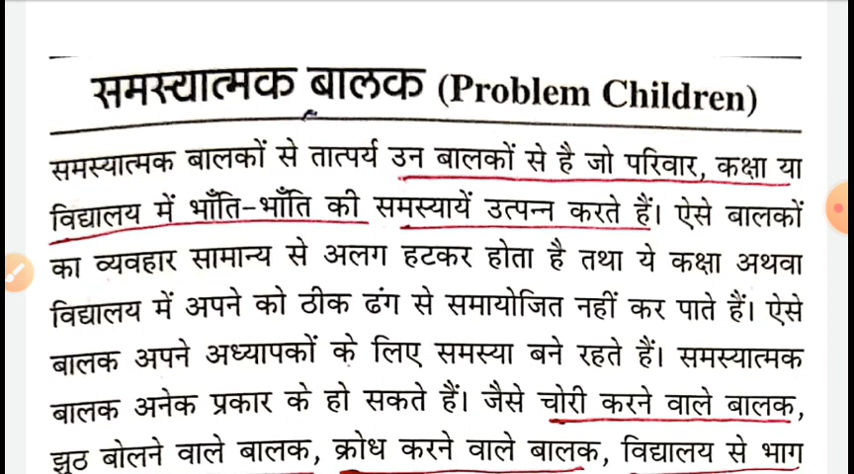 समस्यात्मक बालक (Problem Children)
समस्यात्मक बालकों से तात्पर्य उन बालकों से है जो परिवार, कक्षा या
विद्यालय में भाँति-भाँति की समस्यायें उत्पन्न करते हैं। ऐसे बालकों
का व्यवहार सामान्य से अलग हटकर होता है तथा ये कक्षा अथवा
विद्यालय में अपने को ठीक ढंग से समायोजित नहीं कर पाते हैं। ऐसे
बालक अपने अध्यापकों के लिए समस्या बने रहते हैं। समस्यात्मक
बालक अनेक प्रकार के हो सकते हैं। जैसे चोरी करने वाले बालक,
झूठ बोलने वाले बालक, क्रोध करने वाले बालक, विद्यालय से भाग